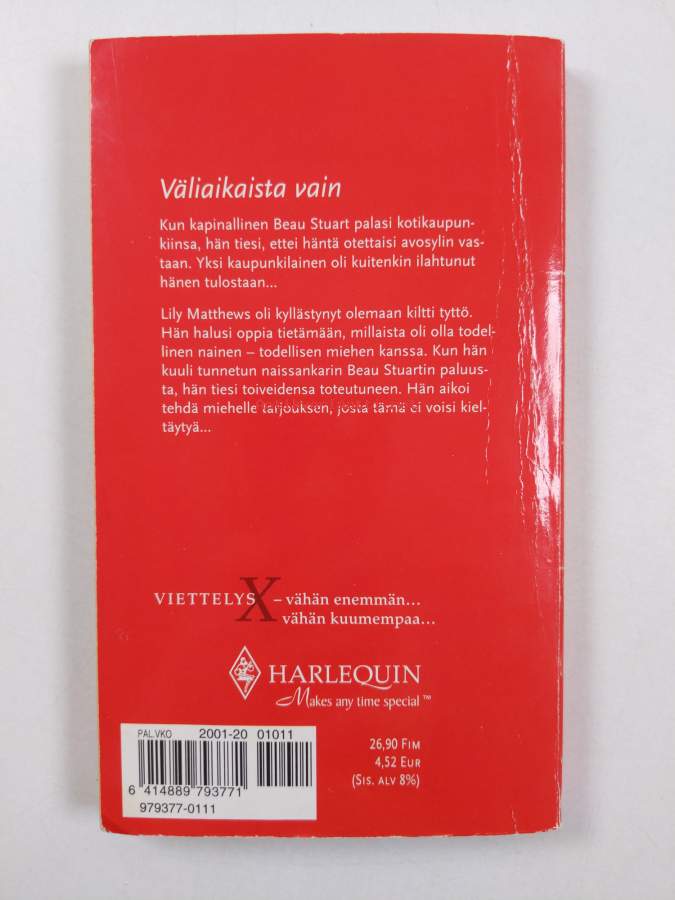 Väliaikaista vain
Kun kapinallinen Beau Stuart palasi kotikaupun-
kiinsa, hän tiesi, ettei häntä otettaisi avosylin vas-
taan. Yksi kaupunkilainen oli kuitenkin ilahtunut
hänen tulostaan...
Lily Matthews oli kyllästynyt olemaan kiltti tyttö.
Hän halusi oppia tietämään, millaista oli olla todel-
linen nainen – todellisen miehen kanssa. Kun hän
kuuli tunnetun naissankarin Beau Stuartin paluus-
ta, hän tiesi toiveidensa toteutuneen. Hän aikoi
tehdä miehelle tarjouksen, josta tämä ei voisi kiel-
täytyä...
VIETTELYS X – vähän enemmän...
vähän kuumempaa...
HARLEQUIN
Makes any time special ™
PAL.VKO 2001-20 01011
6 414889 793771
979377-0111
26,90 FIM
4,52 EUR
(SIS. ALV 8%)